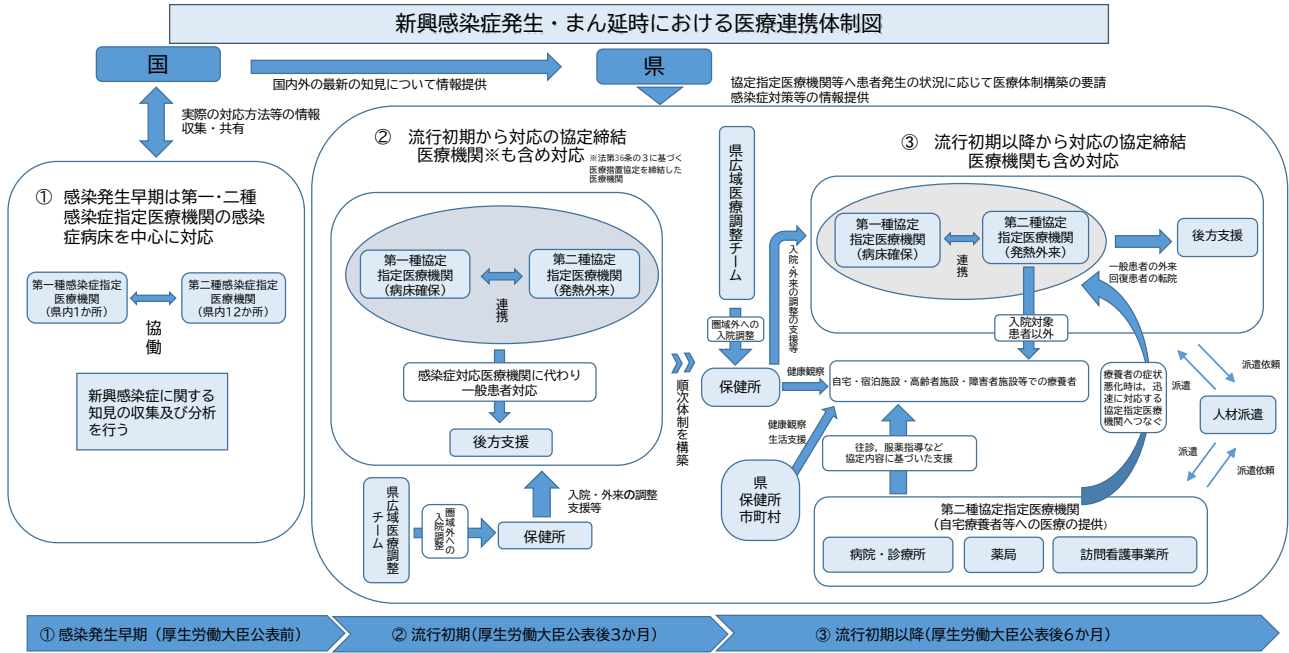 新興感染症発生・まん延時における医療連携体制図
国
県
国内外の最新の知見について情報提供
協定指定医療機関等へ患者発生の状況に応じて医療体制構築の要請
感染症対策等の情報提供
実際の対応方法等の情報
収集・共有
① 感染発生早期は第一・二種
感染症指定医療機関の感染
症病床を中心に対応
第一種感染症指定
医療機関
（県内1か所）
第二種感染症指定
医療機関
（県内12か所）
協働
新興感染症に関する
知見の収集及び分析
を行う
② 流行初期から対応の協定締結
医療機関※も含め対応
※法第36条の３に基づく
医療措置協定を締結した
医療機関
第一種協定
指定医療機関
（病床確保）
第二種協定
指定医療機関
（発熱外来）
連携
感染症対応医療機関に代わり
一般患者対応
後方支援
県広域医療調整
チーム
圏域外への
入院調整
保健所
入院・外来の調整
支援等
順次体制を構築
県広域医療調整チーム
圏域外への
入院調整
保健所
入院・外来の調整の支援等
③ 流行初期以降から対応の協定締結
医療機関も含め対応
第一種協定
指定医療機関
（病床確保）
第二種協定
指定医療機関
（発熱外来）
連携
後方支援
一般患者の外来
回復患者の転院
入院対象
患者以外
健康観察
自宅・宿泊施設・高齢者施設・障害者施設等での療養者
健康観察
生活支援
県
保健所
市町村
往診，服薬指導など
協定内容に基づいた支援
療養者の症状
悪化時は，迅
速に対応する
協定指定医療
機関へつなぐ
派遣依頼
派遣
人材派遣
派遣
派遣依頼
第二種協定指定医療機関
（自宅療養者等への医療の提供）
病院・診療所
薬局
訪問看護事業所
① 感染発生早期（厚生労働大臣公表前）
② 流行初期（厚生労働大臣公表後3か月）
③ 流行初期以降（厚生労働大臣公表後6か月）